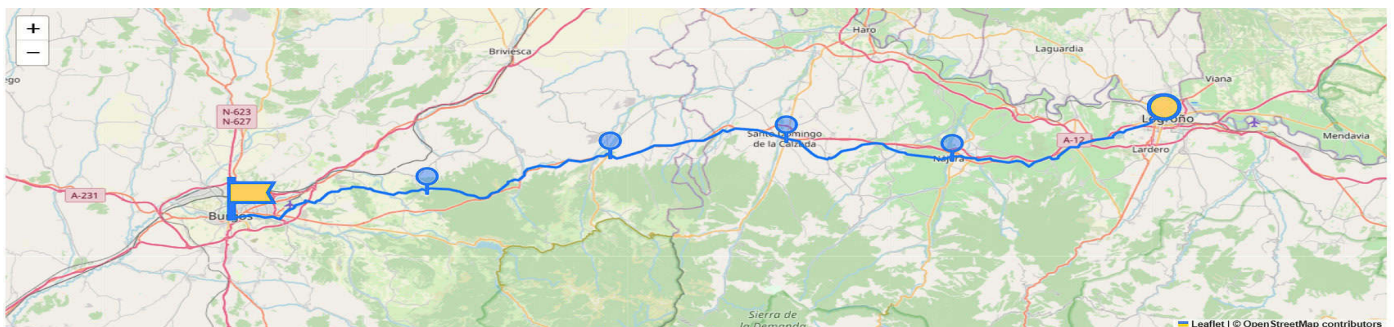 +
−
ego
Briviesca
Haro
Laguardia
Viana
N-623
N-627
Logroño
Mendavia
Santo Domingo
de la Calzada
A-12
Lardero
Nájera
A-231
Burgos
Sierra de
la Demanda
Leaflet | © OpenStreetMap contributors